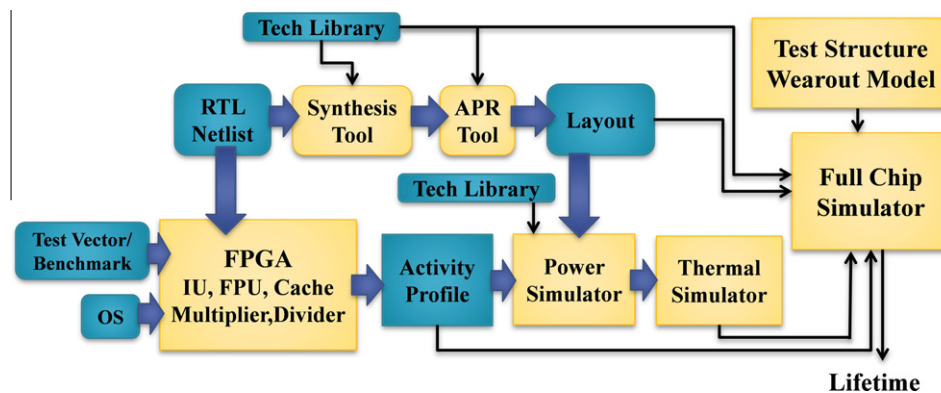 Tech Library
Test Structure
Wearout Model
RTL
Netlist
Synthesis
Tool
APR
Tool
Layout
Full Chip
Simulator
Tech Library
Test Vector/
Benchmark
OS
FPGA
IU, FPU, Cache
Multiplier,Divider
Activity
Profile
Power
Simulator
Thermal
Simulator
Lifetime